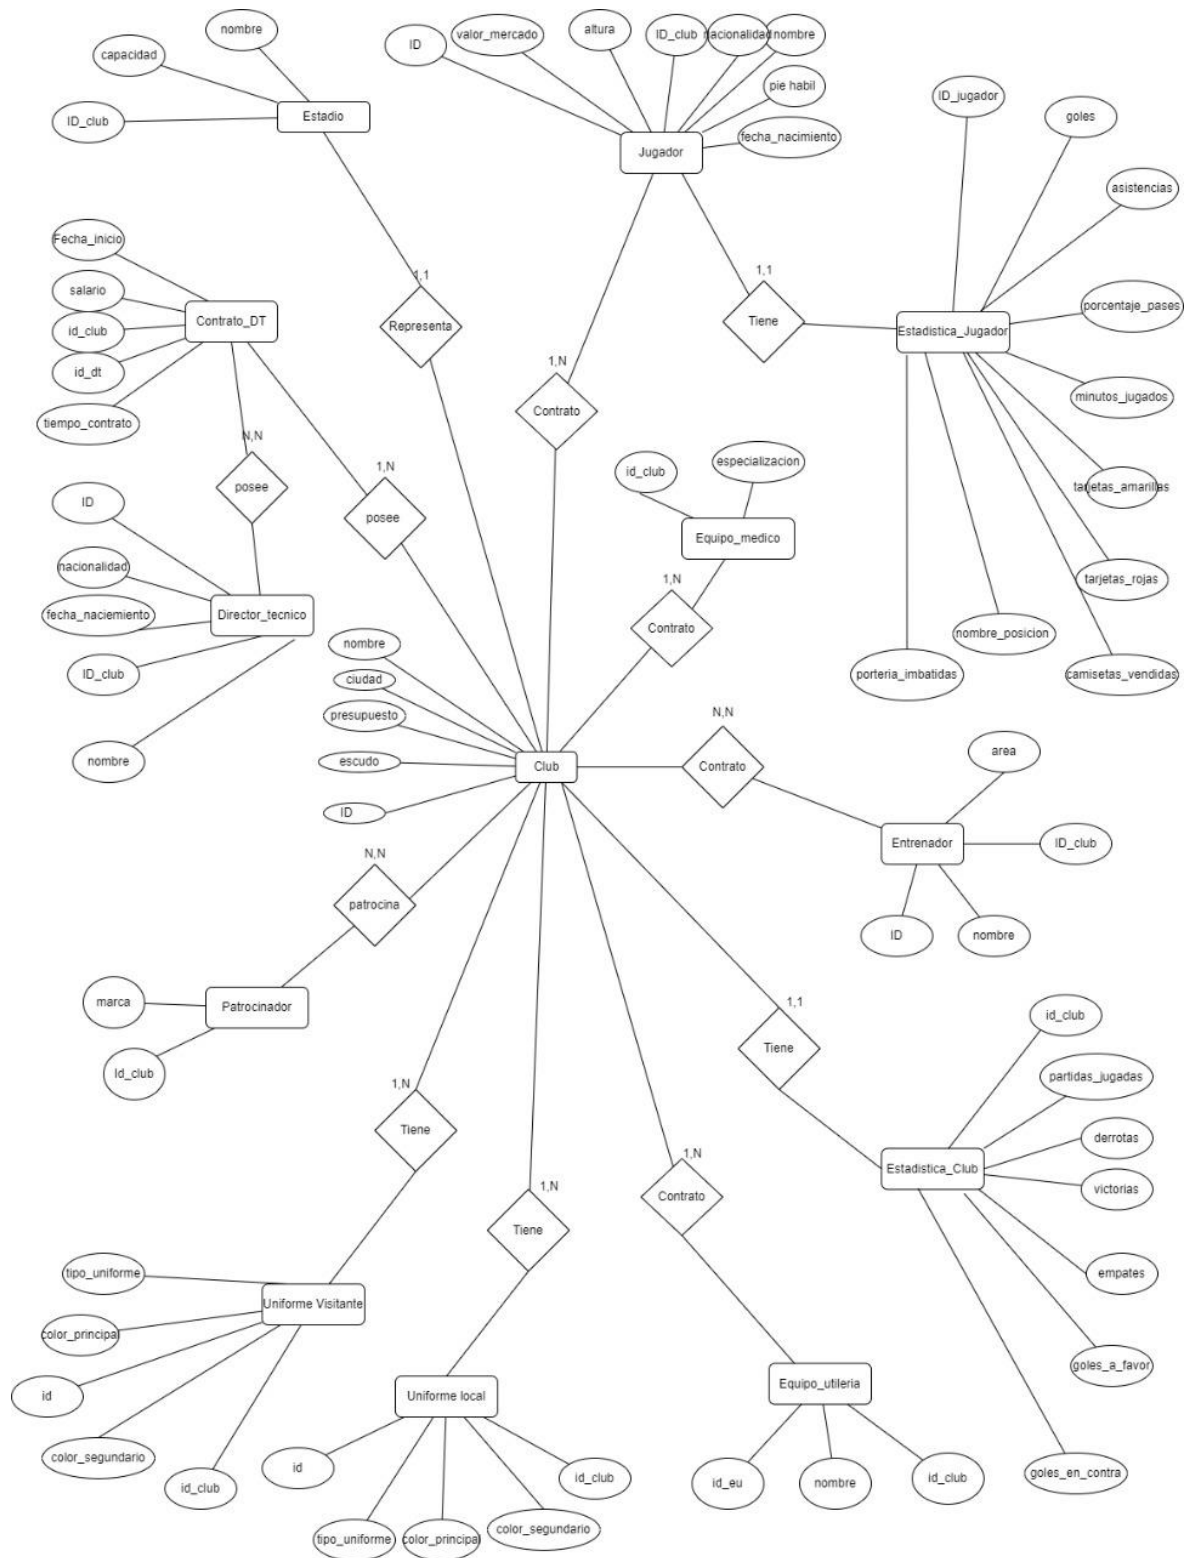 nombre
capacidad
ID_club
Estadio
ID
valor_mercado
altura
ID_club
nacionalidad
nombre
pie habil
fecha_nacimiento
Jugador
ID_jugador
goles
asistencias
porcentaje_pases
minutos_jugados
tarjetas_amarillas
tarjetas_rojas
camisetas_vendidas
nombre_posicion
porteria_imbatidas
Estadistica_Jugador
1,1
Tiene
Fecha_inicio
salario
id_club
id_dt
tiempo_contrato
Contrato_DT
1,1
Representa
1,N
Contrato
N,N
posee
1,N
posee
id_club
especializacion
Equipo_medico
1,N
Contrato
ID
nacionalidad
fecha_naciemiento
ID_club
nombre
Director_tecnico
nombre
ciudad
presupuesto
escudo
ID
Club
N,N
Contrato
area
ID_club
nombre
ID
Entrenador
N,N
patrocina
marca
Id_club
Patrocinador
1,1
Tiene
id_club
partidas_jugadas
derrotas
victorias
empates
goles_a_favor
goles_en_contra
Estadistica_Club
1,N
Tiene
1,N
Tiene
1,N
Contrato
tipo_uniforme
color_principal
id
color_segundario
id_club
Uniforme Visitante
Uniforme local
id
tipo_uniforme
color_principal
color_segundario
id_club
Equipo_utileria
id_eu
nombre
id_club